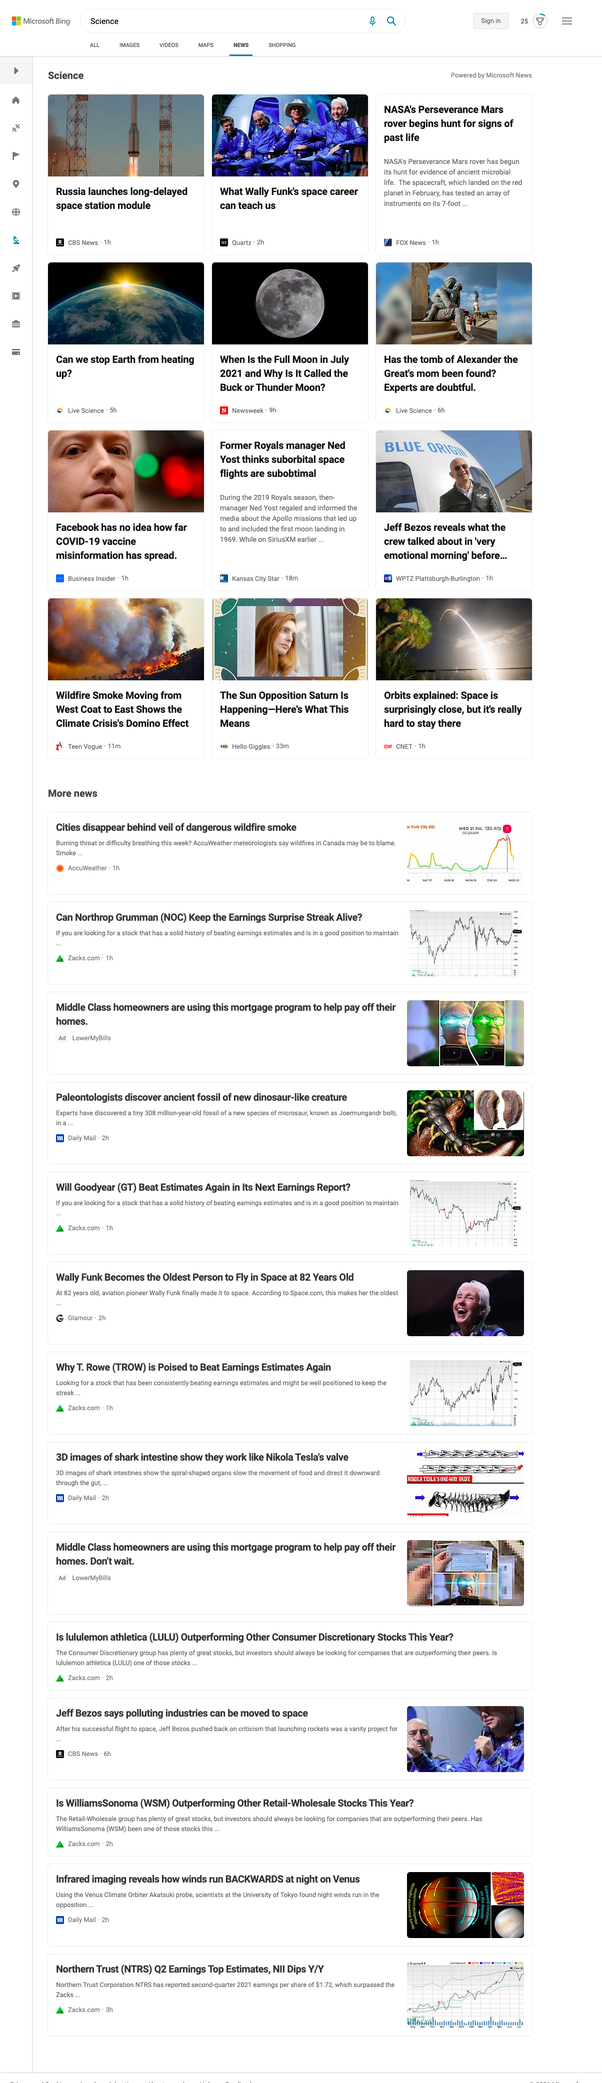 Microsoft Bing
Science
Sign in
25
ALL IMAGES VIDEOS MAPS NEWS SHOPPING
Science
Powered by Microsoft News
Russia launches long-delayed
space station module
CBS News · 1h
What Wally Funk's space career
can teach us
Quartz · 2h
NASA's Perseverance Mars
rover begins hunt for signs of
past life
NASA's Perseverance Mars rover has begun
its hunt for evidence of ancient microbial
life. The spacecraft, which landed on the red
planet in February, has tested an array of
instruments on its 7-foot ...
FOX News · 1h
Can we stop Earth from heating
up?
Live Science · 5h
When Is the Full Moon in July
2021 and Why Is It Called the
Buck or Thunder Moon?
Newsweek · 9h
Has the tomb of Alexander the
Great's mom been found?
Experts are doubtful.
Live Science · 6h
Facebook has no idea how far
COVID-19 vaccine
misinformation has spread.
Business Insider · 1h
Former Royals manager Ned
Yost thinks suborbital space
flights are subobtimal
During the 2019 Royals season, then-
manager Ned Yost regaled and informed the
media about the Apollo missions that led up
to and included the first moon landing in
1969. While on SiriusXM earlier ...
Kansas City Star · 18m
BLUE ORIGIN
Jeff Bezos reveals what the
crew talked about in 'very
emotional morning' before...
WPTZ Plattsburgh-Burlington · 1h
Wildfire Smoke Moving from
West Coat to East Shows the
Climate Crisis's Domino Effect
Teen Vogue · 11m
The Sun Opposition Saturn Is
Happening—Here's What This
Means
Hello Giggles · 33m
Orbits explained: Space is
surprisingly close, but it's really
hard to stay there
CNET · 1h
More news
Cities disappear behind veil of dangerous wildfire smoke
Burning throat or difficulty breathing this week? AccuWeather meteorologists say wildfires in Canada may be to blame.
Smoke ...
AccuWeather · 1h
Can Northrop Grumman (NOC) Keep the Earnings Surprise Streak Alive?
If you are looking for a stock that has a solid history of beating earnings estimates and is in a good position to maintain
...
Zacks.com · 1h
Middle Class homeowners are using this mortgage program to help pay off their
homes.
Ad LowerMyBills
Paleontologists discover ancient fossil of new dinosaur-like creature
Experts have discovered a tiny 308 million-year-old fossil of a new species of microsaur, known as Joermungandr bolti,
in a ...
Daily Mail · 2h
Will Goodyear (GT) Beat Estimates Again in Its Next Earnings Report?
If you are looking for a stock that has a solid history of beating earnings estimates and is in a good position to maintain
...
Zacks.com · 1h
Wally Funk Becomes the Oldest Person to Fly in Space at 82 Years Old
At 82 years old, aviation pioneer Wally Funk finally made it to space. According to Space.com, this makes her the oldest
...
Glamour · 2h
Why T. Rowe (TROW) is Poised to Beat Earnings Estimates Again
Looking for a stock that has been consistently beating earnings estimates and might be well positioned to keep the
streak ...
Zacks.com · 1h
3D images of shark intestine show they work like Nikola Tesla's valve
3D images of shark intestines show the spiral-shaped organs slow the movement of food and direct it downward
through the gut, ...
Daily Mail · 2h
NIKOLA TESLA'S ONE-WAY VALVE
Middle Class homeowners are using this mortgage program to help pay off their
homes. Don't wait.
Ad LowerMyBills
Is lululemon athletica (LULU) Outperforming Other Consumer Discretionary Stocks This Year?
The Consumer Discretionary group has plenty of great stocks, but investors should always be looking for companies that are outperforming their peers. Is
lululemon athletica (LULU) one of those stocks ...
Zacks.com · 2h
Jeff Bezos says polluting industries can be moved to space
After his successful flight to space, Jeff Bezos pushed back on criticism that launching rockets was a vanity project for
...
CBS News · 6h
Is WilliamsSonoma (WSM) Outperforming Other Retail-Wholesale Stocks This Year?
The Retail-Wholesale group has plenty of great stocks, but investors should always be looking for companies that are outperforming their peers. Has
WilliamsSonoma (WSM) been one of those stocks this ...
Zacks.com · 2h
Infrared imaging reveals how winds run BACKWARDS at night on Venus
Using the Venus Climate Orbiter Akatsuki probe, scientists at the University of Tokyo found night winds run in the
opposition ...
Daily Mail · 2h
Northern Trust (NTRS) Q2 Earnings Top Estimates, NII Dips Y/Y
Northern Trust Corporation NTRS has reported second-quarter 2021 earnings per share of $1.72, which surpassed the
Zacks ...
Zacks.com · 3h